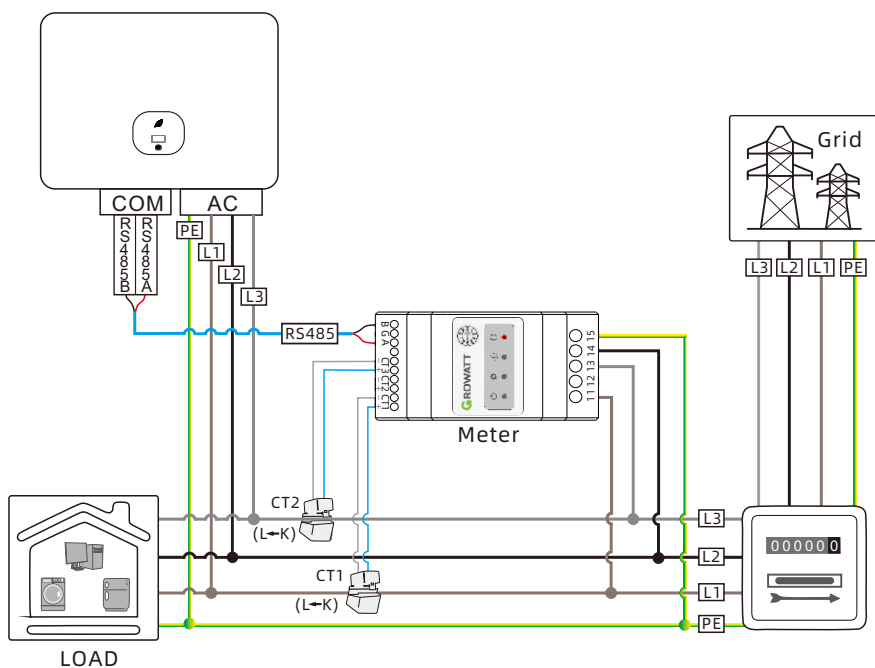 Grid
COM
AC
RS485B
RS485A
PE
L1
L2
L3
L3
L2
L1
PE
RS485
B
G
A
CT3
CT2
CT1
GROWATT
15
14
13
12
11
Meter
CT2
(L←K)
CT1
(L←K)
L3
L2
L1
PE
000000
LOAD